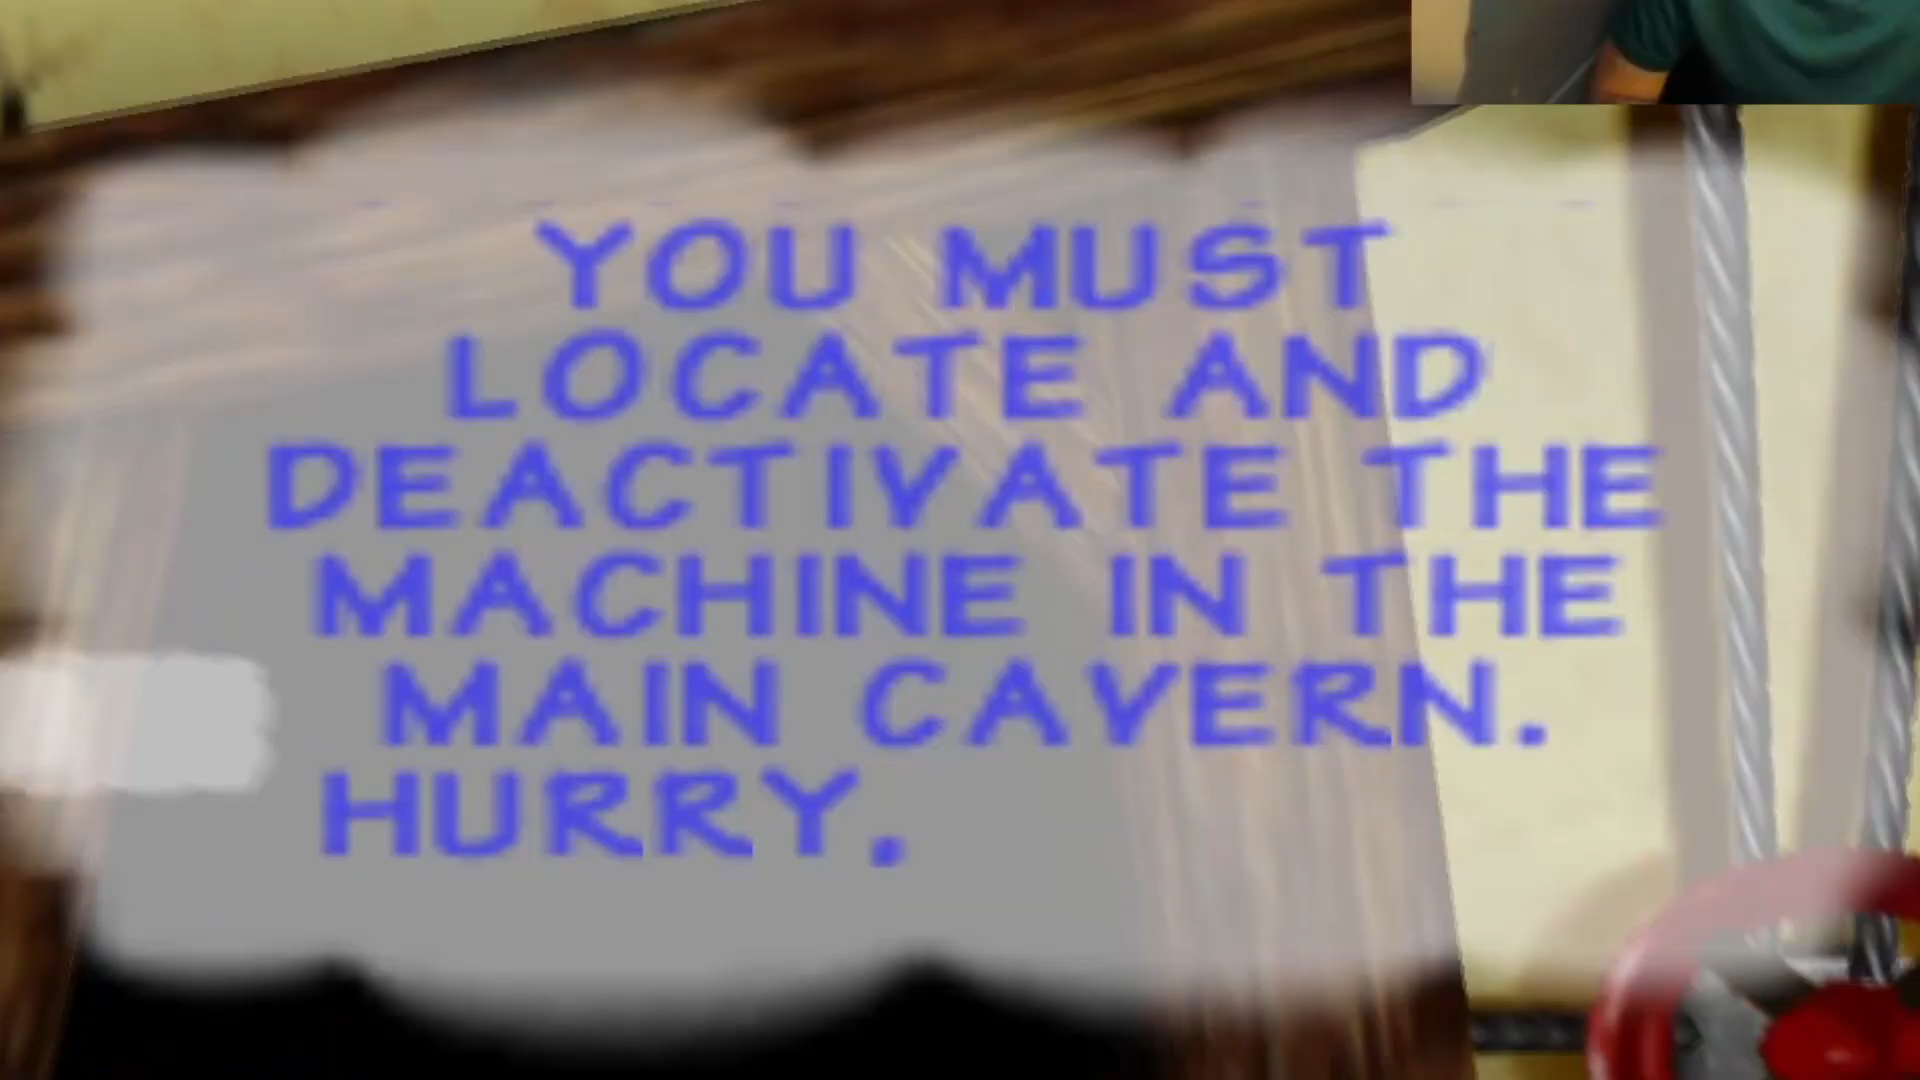 YOU MUST
LOCATE AND
DEACTIVATE THE
MACHINE IN THE
MAIN CAVERN.
HURRY.